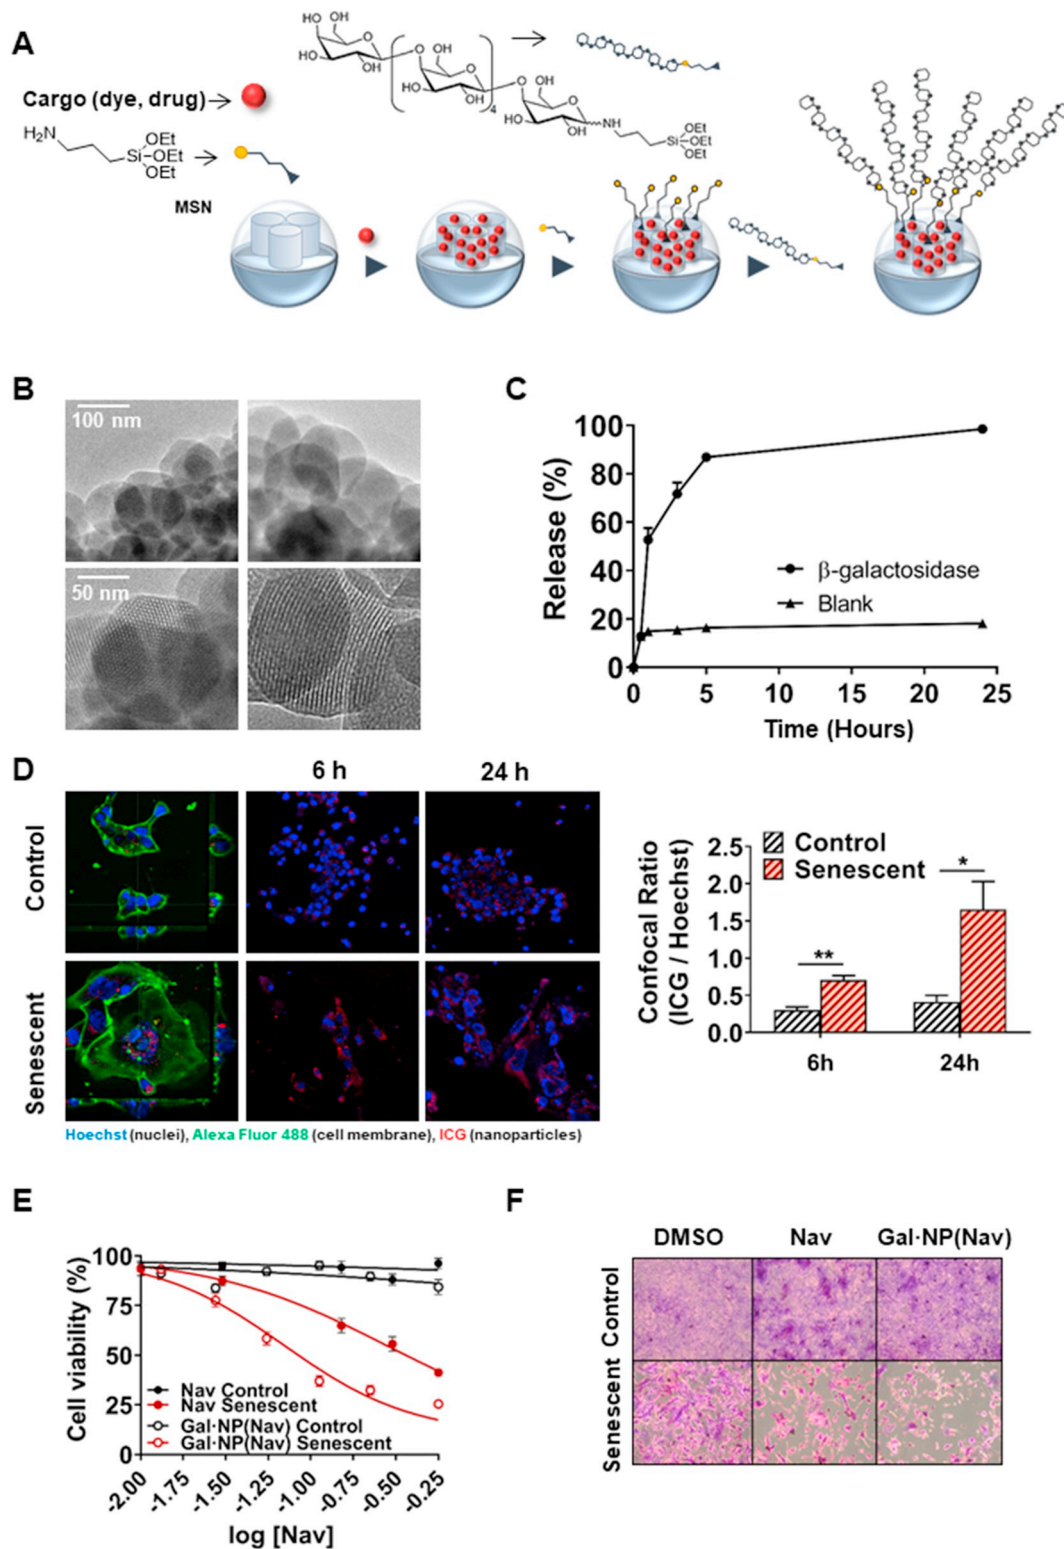 A
HO OH
HO
OH
O
HO OH
O
OH
O
4
HO OH
O
OH
NH
OEt
Si-OEt
OEt
Cargo (dye, drug)
H₂N
OEt
Si-OEt
OEt
MSN
B
100 nm
50 nm
C
Release (%)
100
80
60
40
20
0
β-galactosidase
Blank
0 5 10 15 20 25
Time (Hours)
D
6 h 24 h
Control
Senescent
Hoechst (nuclei), Alexa Fluor 488 (cell membrane), ICG (nanoparticles)
Confocal Ratio
(ICG / Hoechst)
2.5
2.0
1.5
1.0
0.5
0.0
Control
Senescent
**
*
6h 24h
E
Cell viability (%)
100
75
50
25
0
Nav Control
Nav Senescent
Gal·NP(Nav) Control
Gal·NP(Nav) Senescent
-2.00 -1.75 -1.50 -1.25 -1.00 -0.75 -0.50 -0.25
log [Nav]
F
DMSO Nav Gal·NP(Nav)
Control
Senescent